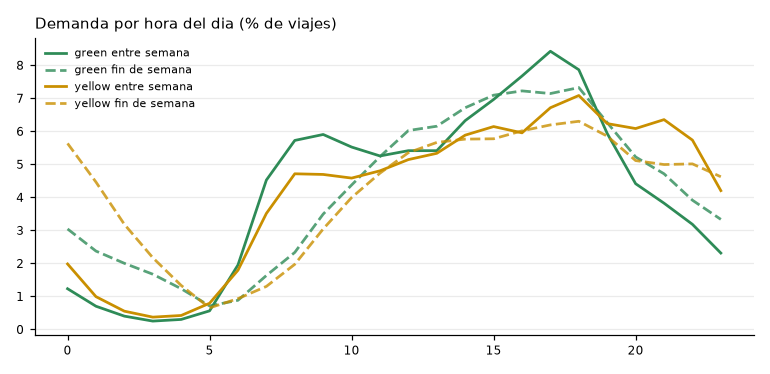 Demanda por hora del dia (% de viajes)
green entre semana
green fin de semana
yellow entre semana
yellow fin de semana
8
7
6
5
4
3
2
1
0
0 5 10 15 20